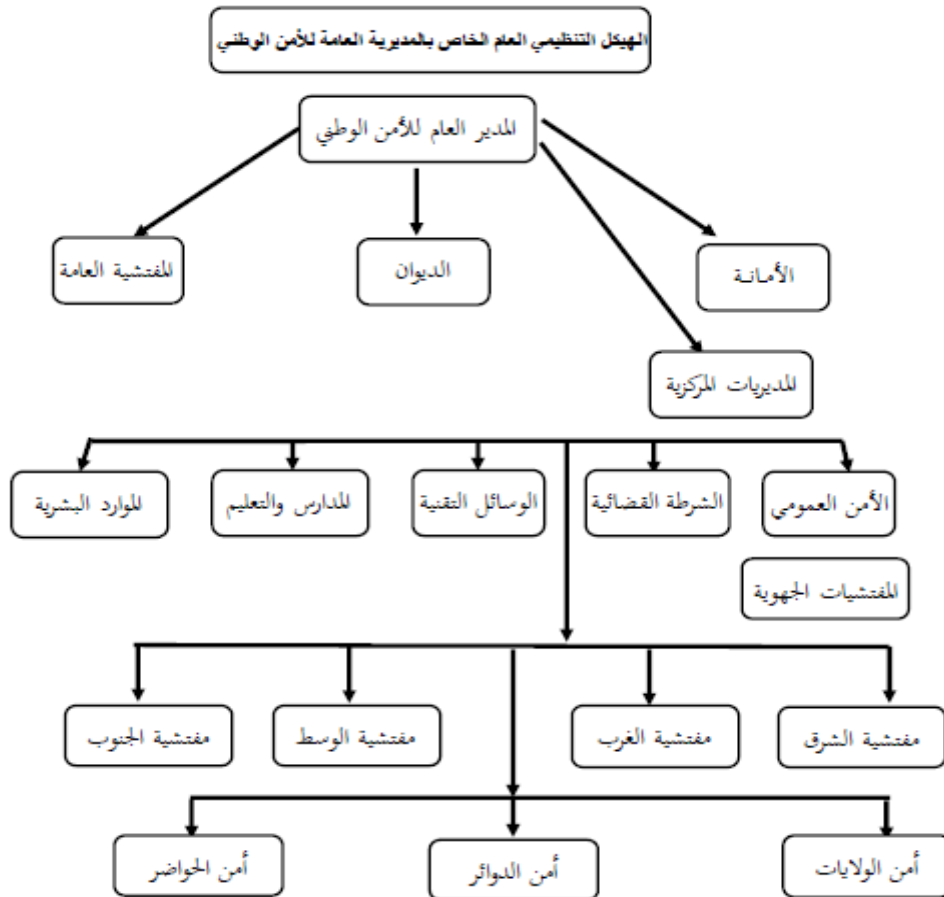 الهيكل التنظيمي العام الخاص بالمديرية العامة للأمن الوطني
المدير العام للأمن الوطني
الأمـانـة
الديوان
المفتشية العامة
المديريات المركزية
الأمن العمومي
الشرطة القضائية
الوسائل التقنية
المدارس والتعليم
الموارد البشرية
المفتشيات الجهوية
مفتشية الشرق
مفتشية الغرب
مفتشية الوسط
مفتشية الجنوب
أمن الولايات
أمن الدوائر
أمن الحواضر